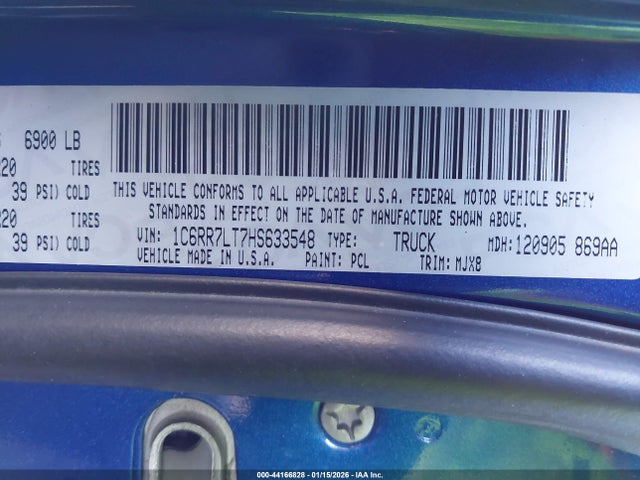 6900 LB
TIRES
39 PSI) COLD
TIRES
39 PSI) COLD
THIS VEHICLE CONFORMS TO ALL APPLICABLE U.S.A. FEDERAL MOTOR VEHICLE SAFETY
STANDARDS IN EFFECT ON THE DATE OF MANUFACTURE SHOWN ABOVE.
VIN: 1C6RR7LT7HS633548 TYPE: TRUCK MDH: 120905 869AA
VEHICLE MADE IN U.S.A. PAINT: PCL TRIM: MJX8
000-44166828 - 01/15/2026 - IAA Inc.